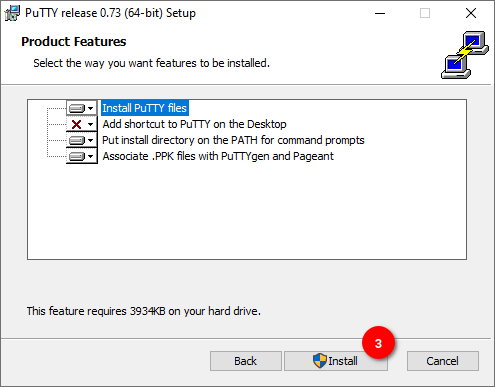 PuTTY release 0.73 (64-bit) Setup
Product Features
Select the way you want features to be installed.
Install PuTTY files
Add shortcut to PuTTY on the Desktop
Put install directory on the PATH for command prompts
Associate .PPK files with PuTTYgen and Pageant
This feature requires 3934KB on your hard drive.
3
Back
Install
Cancel